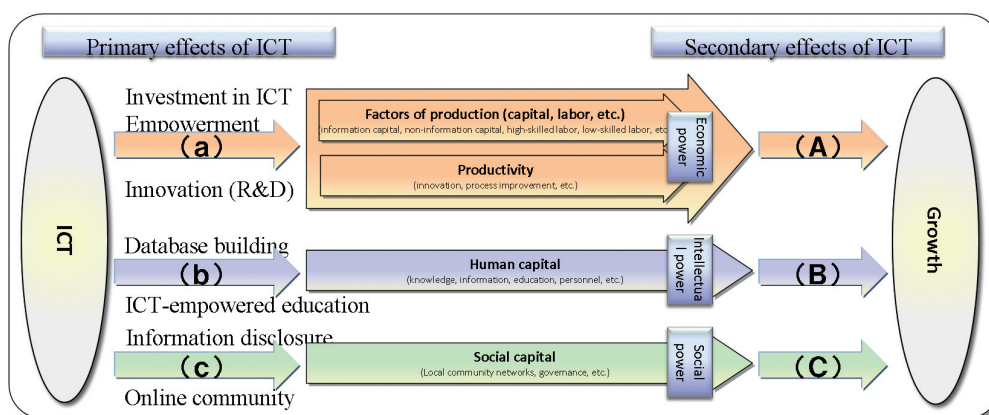 Primary effects of ICT
Secondary effects of ICT
ICT
Investment in ICT
Empowerment
(a)
Innovation (R&D)
Factors of production (capital, labor, etc.)
information capital, non-information capital, high-skilled labor, low-skilled labor, etc
Productivity
(innovation, process improvement, etc.)
Economic
power
(A)
Database building
(b)
ICT-empowered education
Human capital
(knowledge, information, education, personnel, etc.)
Intellectua
l power
(B)
Information disclosure
(c)
Online community
Social capital
(Local community networks, governance, etc.)
Social
power
(C)
Growth